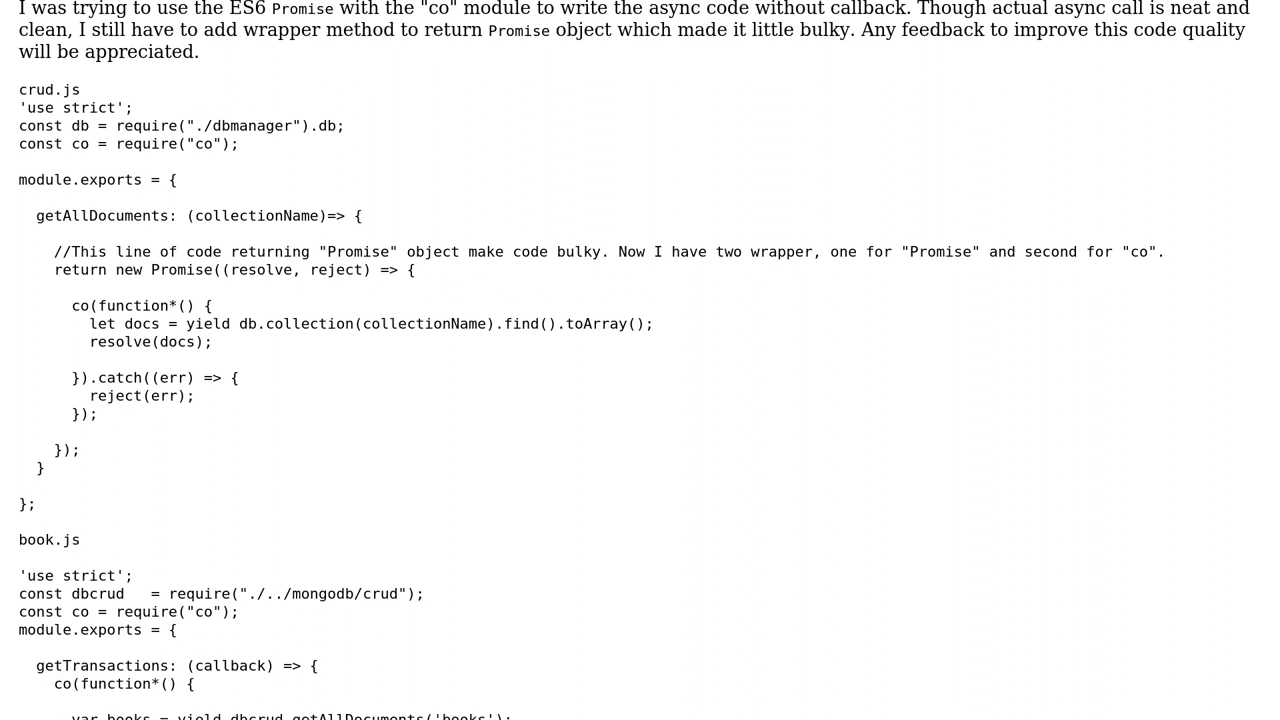 I was trying to use the ES6 Promise with the "co" module to write the async code without callback. Though actual async call is neat and
clean, I still have to add wrapper method to return Promise object which made it little bulky. Any feedback to improve this code quality
will be appreciated.
crud.js
'use strict';
const db = require("./dbmanager").db;
const co = require("co");
module.exports = {
  getAllDocuments: (collectionName)=> {
    //This line of code returning "Promise" object make code bulky. Now I have two wrapper, one for "Promise" and second for "co".
    return new Promise((resolve, reject) => {
      co(function*() {
        let docs = yield db.collection(collectionName).find().toArray();
        resolve(docs);
      }).catch((err) => {
        reject(err);
      });
    });
  }
};
book.js
'use strict';
const dbcrud   = require("./../mongodb/crud");
const co = require("co");
module.exports = {
  getTransactions: (callback) => {
    co(function*() {
      var books = yield dbcrud.getAllDocuments('books');